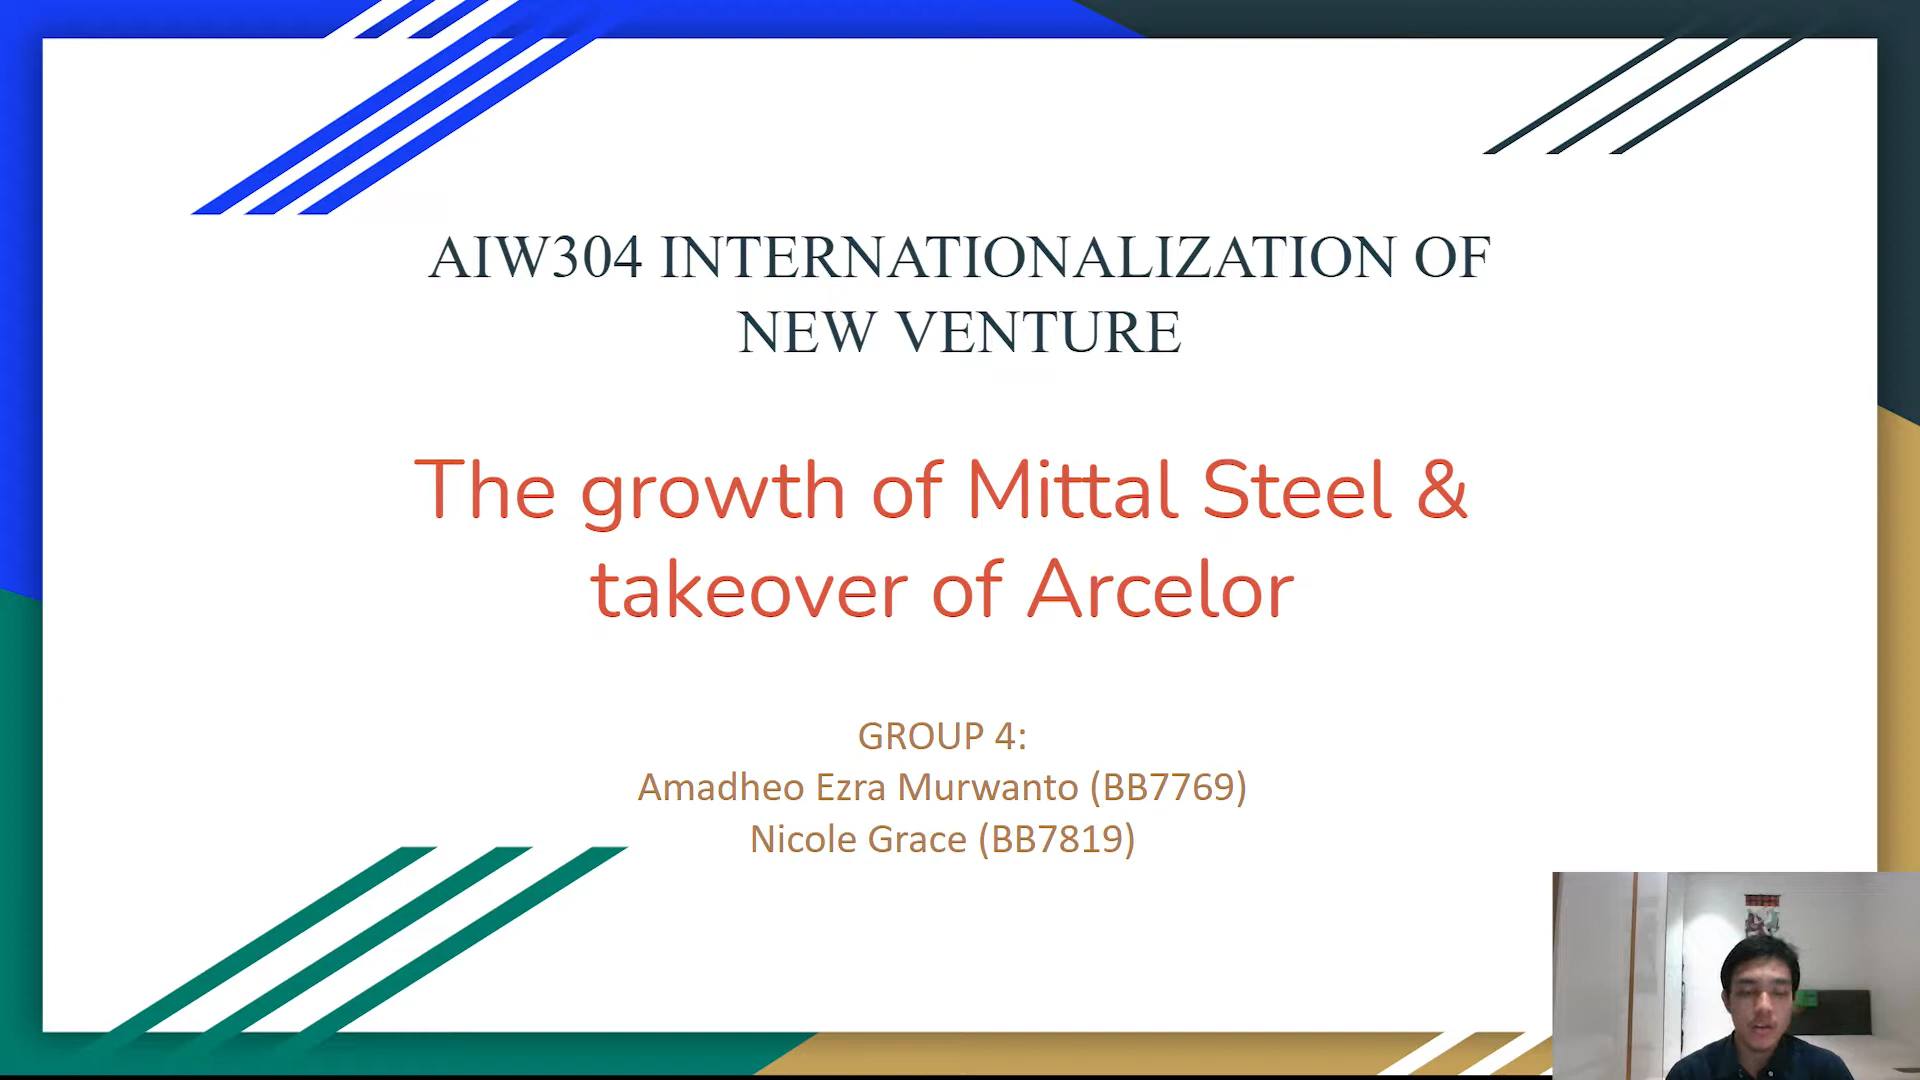 AIW304 INTERNATIONALIZATION OF
NEW VENTURE
The growth of Mittal Steel &
takeover of Arcelor
GROUP 4:
Amadheo Ezra Murwanto (BB7769)
Nicole Grace (BB7819)